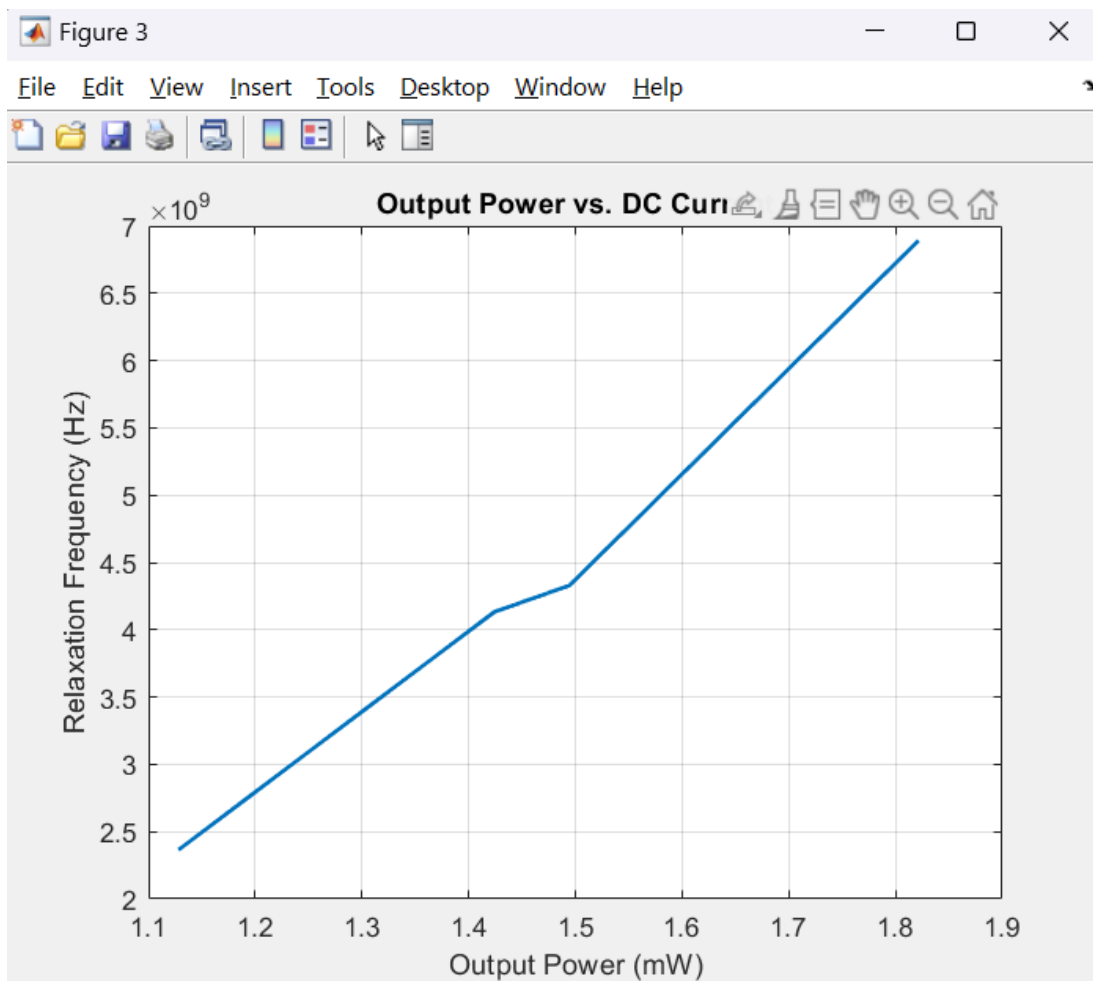 Figure 3
File Edit View Insert Tools Desktop Window Help
×10^9
Output Power vs. DC
7
6.5
6
5.5
5
4.5
4
3.5
3
2.5
2
Relaxation Frequency (Hz)
1.1 1.2 1.3 1.4 1.5 1.6 1.7 1.8 1.9
Output Power (mW)